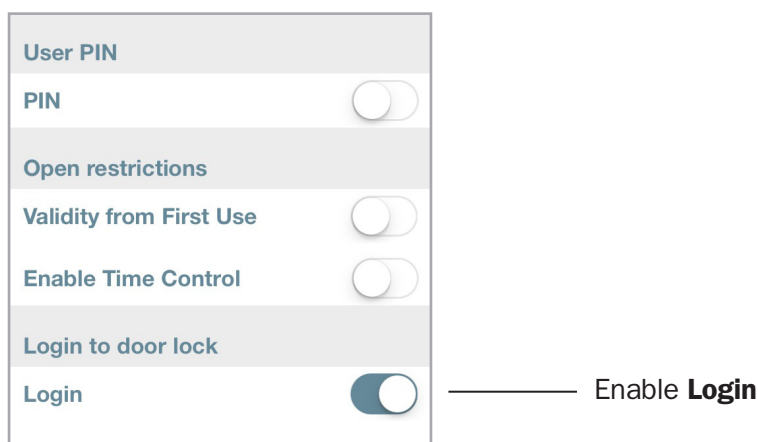 User PIN
PIN
Open restrictions
Validity from First Use
Enable Time Control
Login to door lock
Login
Enable Login